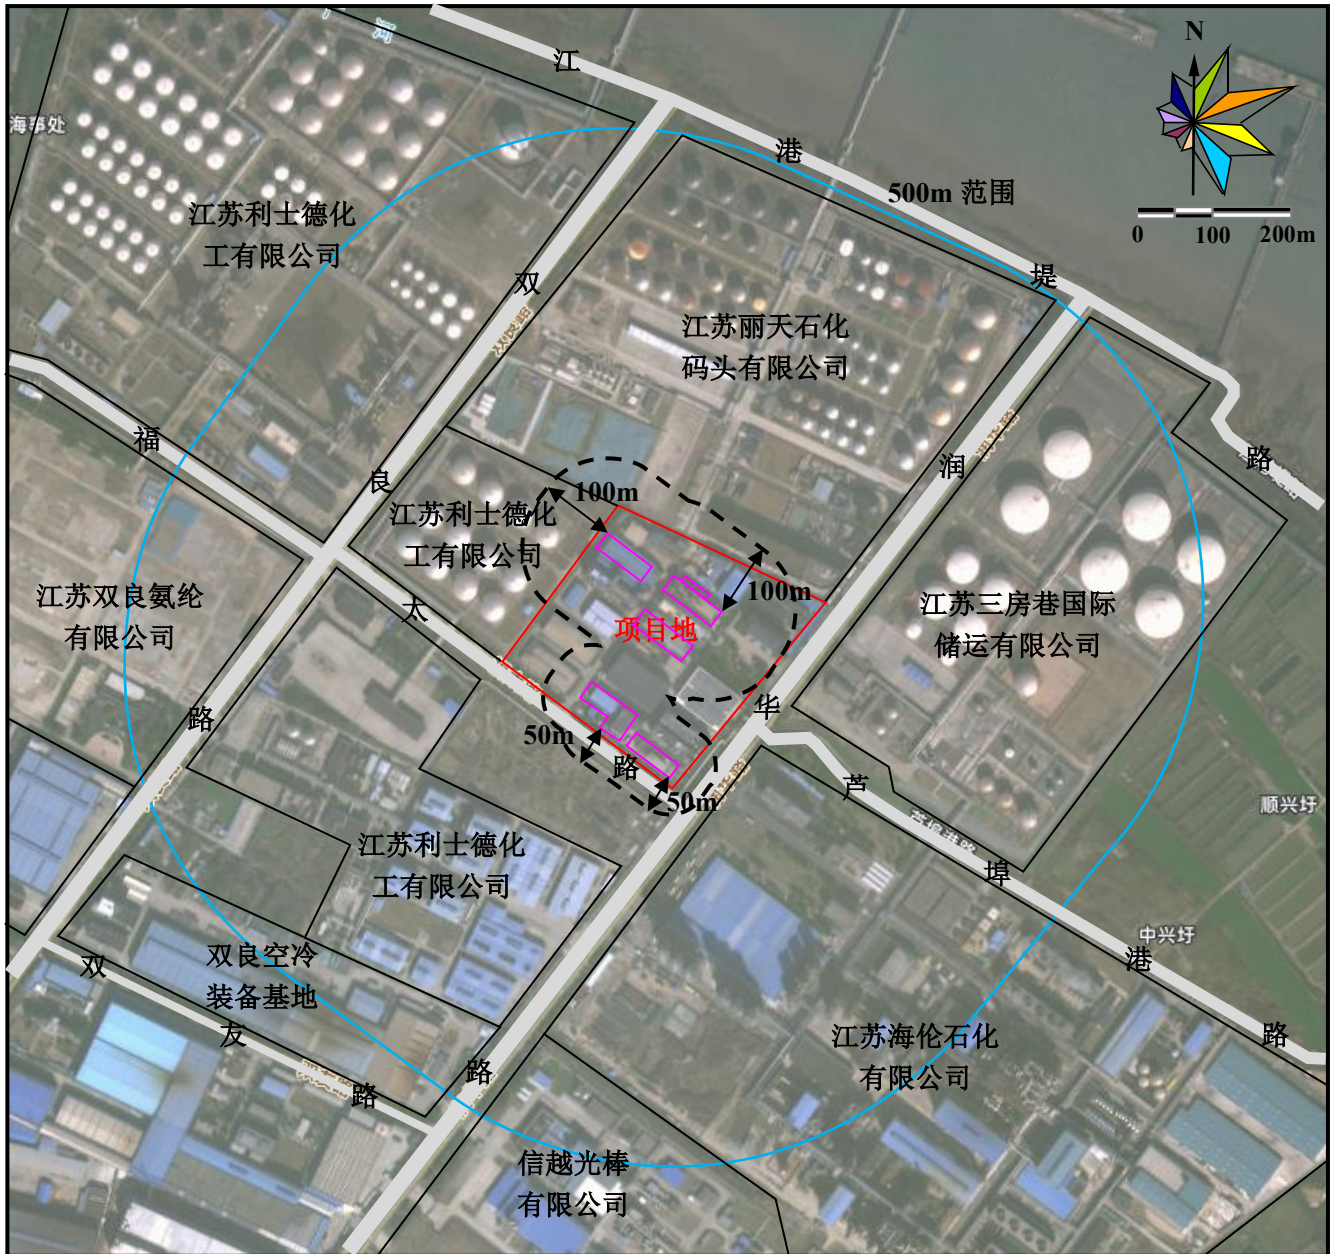 N
0 100 200m
500m 范围
江港堤路
海事处
河
江苏利士德化
工有限公司
双良路
江苏丽天石化
码头有限公司
福太路
润华路
100m
江苏利士德化
工有限公司
100m
江苏双良氨纶
有限公司
项目地
江苏三房巷国际
储运有限公司
50m
50m
芦埠港路
顺兴圩
中兴圩
江苏利士德化
工有限公司
双良空冷
装备基地
双友路
江苏海伦石化
有限公司
信越光棒
有限公司